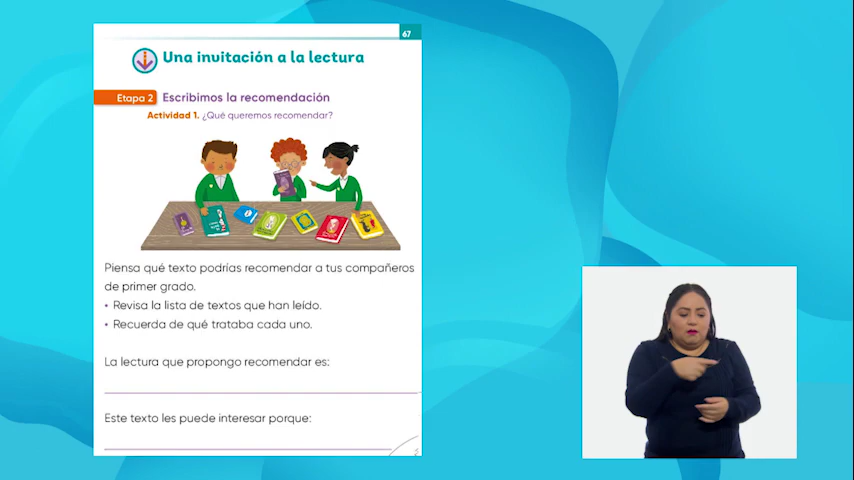 67
Una invitación a la lectura
Etapa 2 Escribimos la recomendación
Actividad 1. ¿Qué queremos recomendar?
Piensa qué texto podrías recomendar a tus compañeros
de primer grado.
• Revisa la lista de textos que han leído.
• Recuerda de qué trataba cada uno.
La lectura que propongo recomendar es:
Este texto les puede interesar porque: